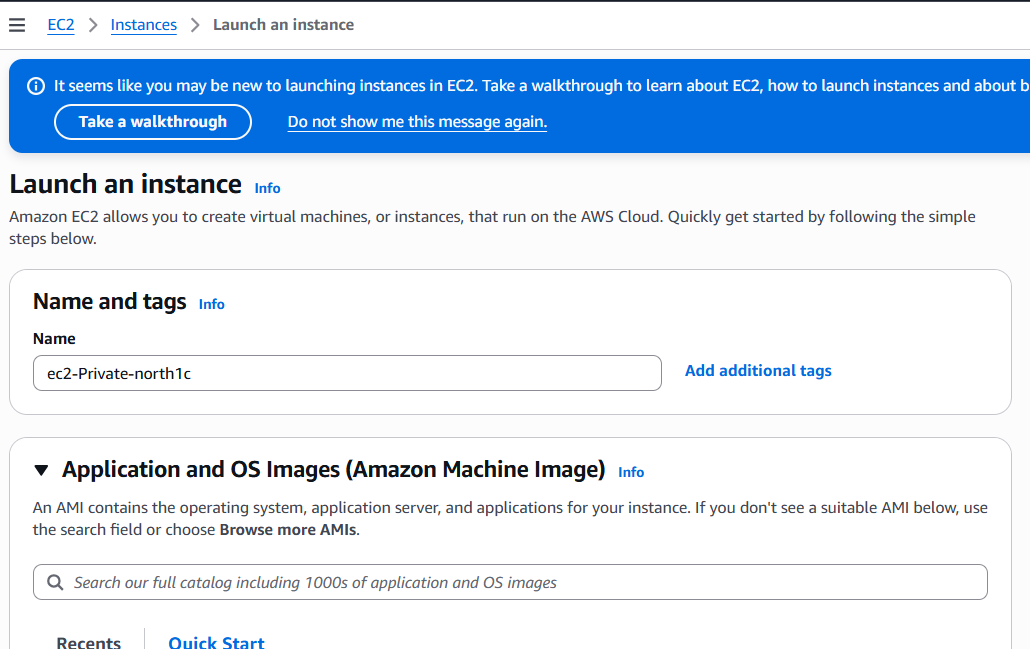 EC2 > Instances > Launch an instance
It seems like you may be new to launching instances in EC2. Take a walkthrough to learn about EC2, how to launch instances and about
Take a walkthrough Do not show me this message again.
Launch an instance Info
Amazon EC2 allows you to create virtual machines, or instances, that run on the AWS Cloud. Quickly get started by following the simple
steps below.
Name and tags Info
Name
ec2-Private-north1c
Add additional tags
Application and OS Images (Amazon Machine Image) Info
An AMI contains the operating system, application server, and applications for your instance. If you don't see a suitable AMI below, use
the search field or choose Browse more AMIs.
Search our full catalog including 1000s of application and OS images
Recents Quick Start